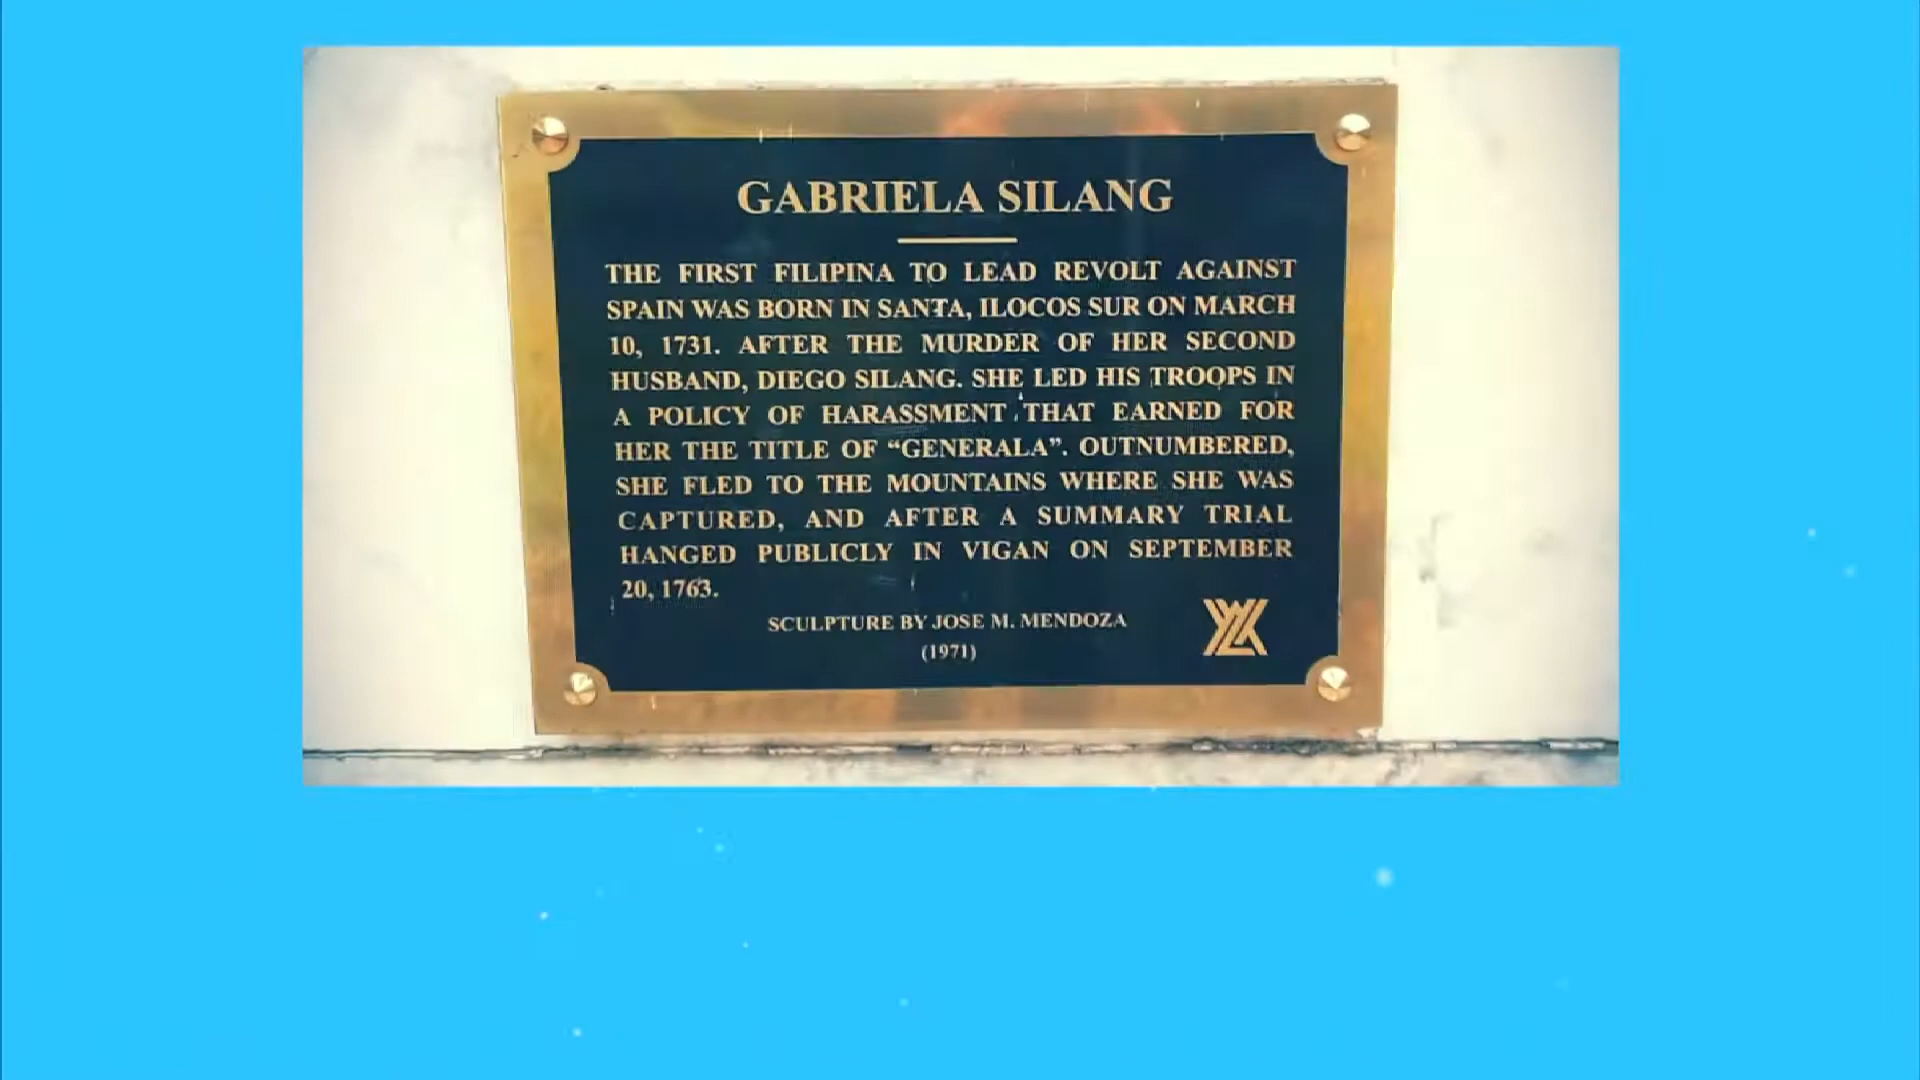 GABRIELA SILANG
THE FIRST FILIPINA TO LEAD REVOLT AGAINST
SPAIN WAS BORN IN SANTA, ILOCOS SUR ON MARCH
10, 1731. AFTER THE MURDER OF HER SECOND
HUSBAND, DIEGO SILANG. SHE LED HIS TROOPS IN
A POLICY OF HARASSMENT THAT EARNED FOR
HER THE TITLE OF “GENERALA”. OUTNUMBERED,
SHE FLED TO THE MOUNTAINS WHERE SHE WAS
CAPTURED, AND AFTER A SUMMARY TRIAL
HANGED PUBLICLY IN VIGAN ON SEPTEMBER
20, 1763.
SCULPTURE BY JOSE M. MENDOZA
(1971)